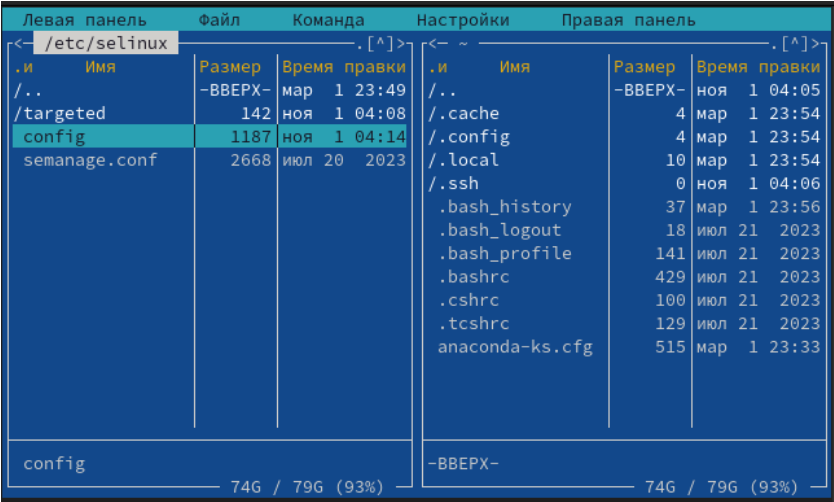 Левая панель Файл Команда Настройки Правая панель
<─ /etc/selinux .[^]>
.и Имя Размер Время правки
/.. -ВВЕРХ- мар 1 23:49
/targeted 142 ноя 1 04:08
config 1187 ноя 1 04:14
semanage.conf 2668 июл 20 2023
config
74G / 79G (93%)
<─ ~ .[^]>
.и Имя Размер Время правки
/.. -ВВЕРХ- ноя 1 04:05
/.cache 4 мар 1 23:54
/.config 4 мар 1 23:54
/.local 10 мар 1 23:54
/.ssh 0 ноя 1 04:06
.bash_history 37 мар 1 23:56
.bash_logout 18 июл 21 2023
.bash_profile 141 июл 21 2023
.bashrc 429 июл 21 2023
.cshrc 100 июл 21 2023
.tcshrc 129 июл 21 2023
anaconda-ks.cfg 515 мар 1 23:33
-ВВЕРХ-
74G / 79G (93%)